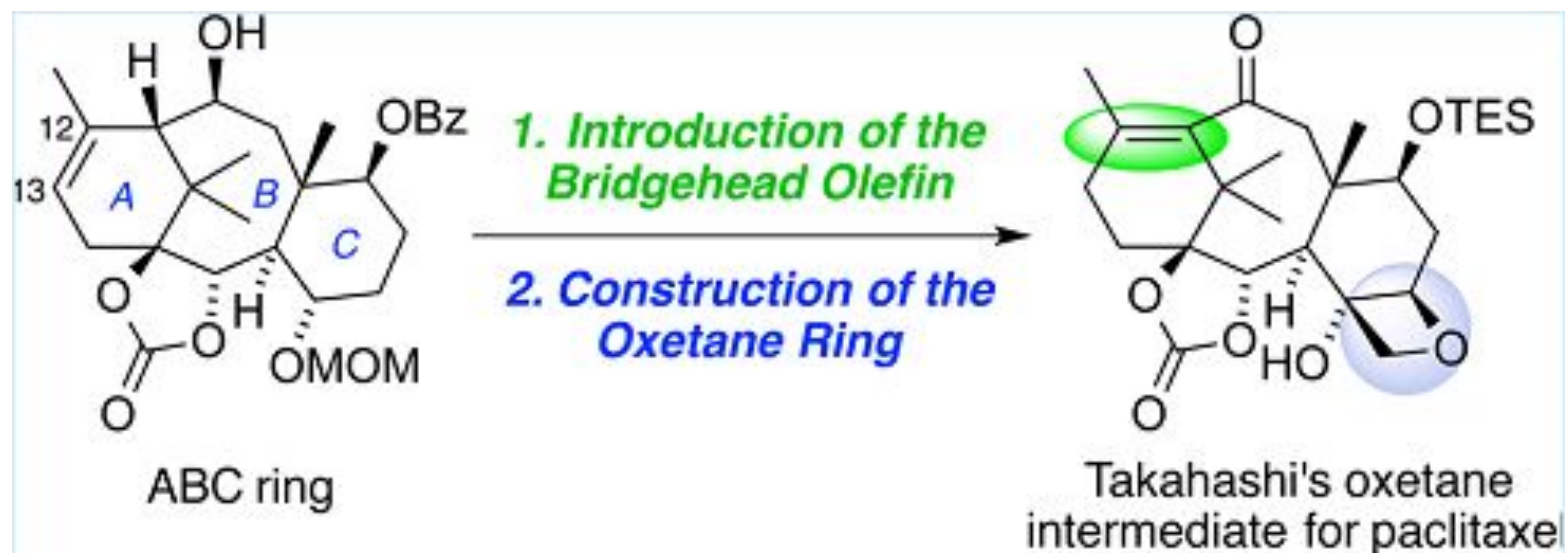 OH
H
12
13
A
B
C
OBz
O
O
H
O
OMOM
ABC ring
1. Introduction of the
Bridgehead Olefin
2. Construction of the
Oxetane Ring
O
OTES
O
O
H
HO
O
O
Takahashi's oxetane
intermediate for paclitaxel